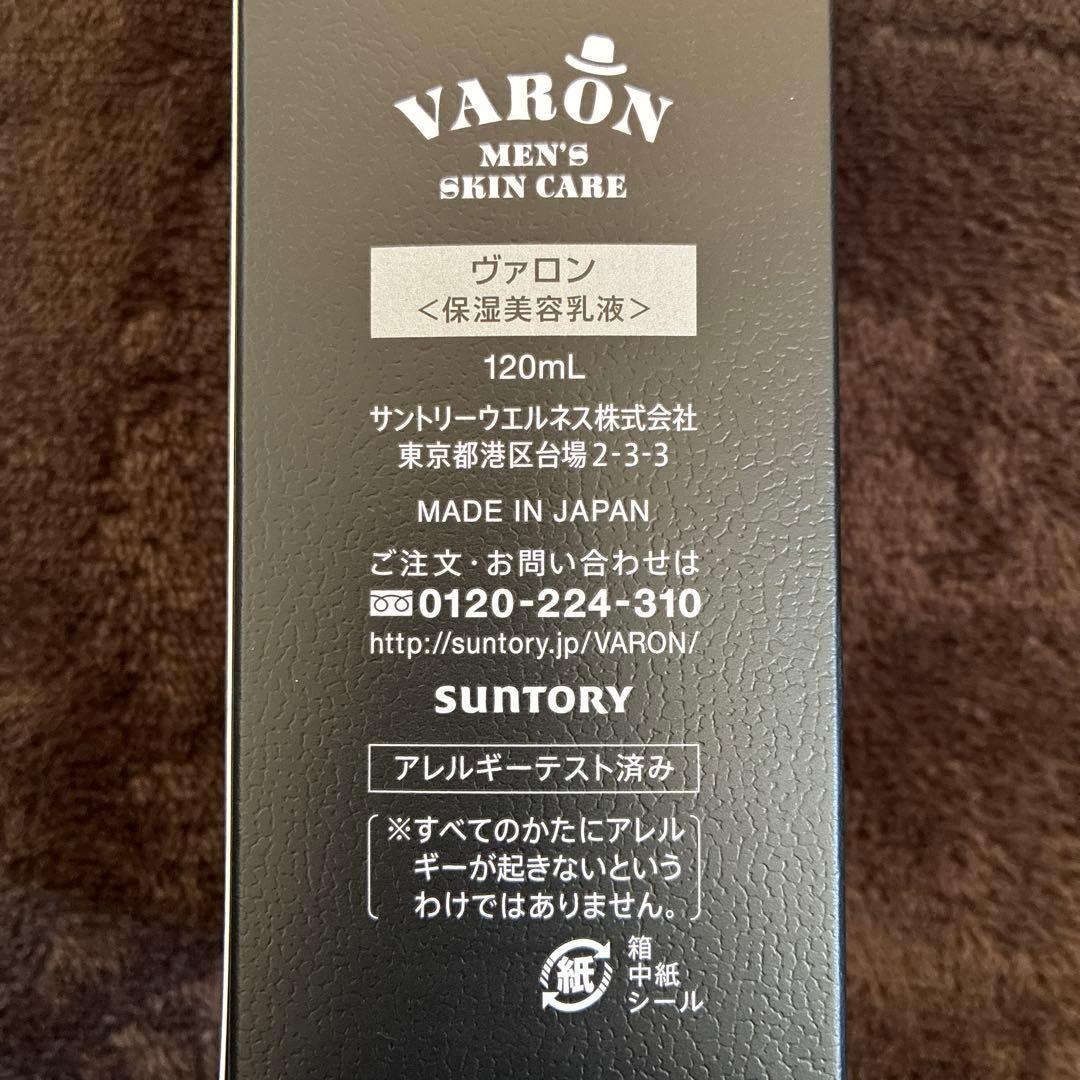 VARON
MEN'S
SKIN CARE
ヴァロン
<保湿美容乳液>
120mL
サントリーウエルネス株式会社
東京都港区台場2-3-3
MADE IN JAPAN
ご注文・お問い合わせは
0120-224-310
http://suntory.jp/VARON/
SUNTORY
アレルギーテスト済み
※すべてのかたにアレル
ギーが起きないという
わけではありません。
紙
箱
中紙
シール